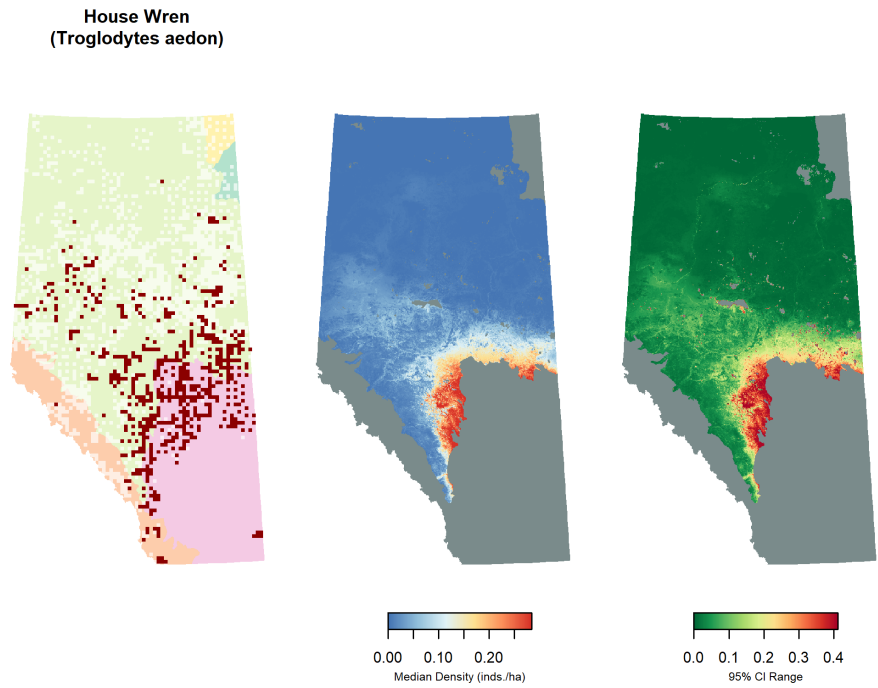 House Wren
(Troglodytes aedon)
0.00 0.10 0.20
Median Density (inds./ha)
0.0 0.1 0.2 0.3 0.4
95% CI Range